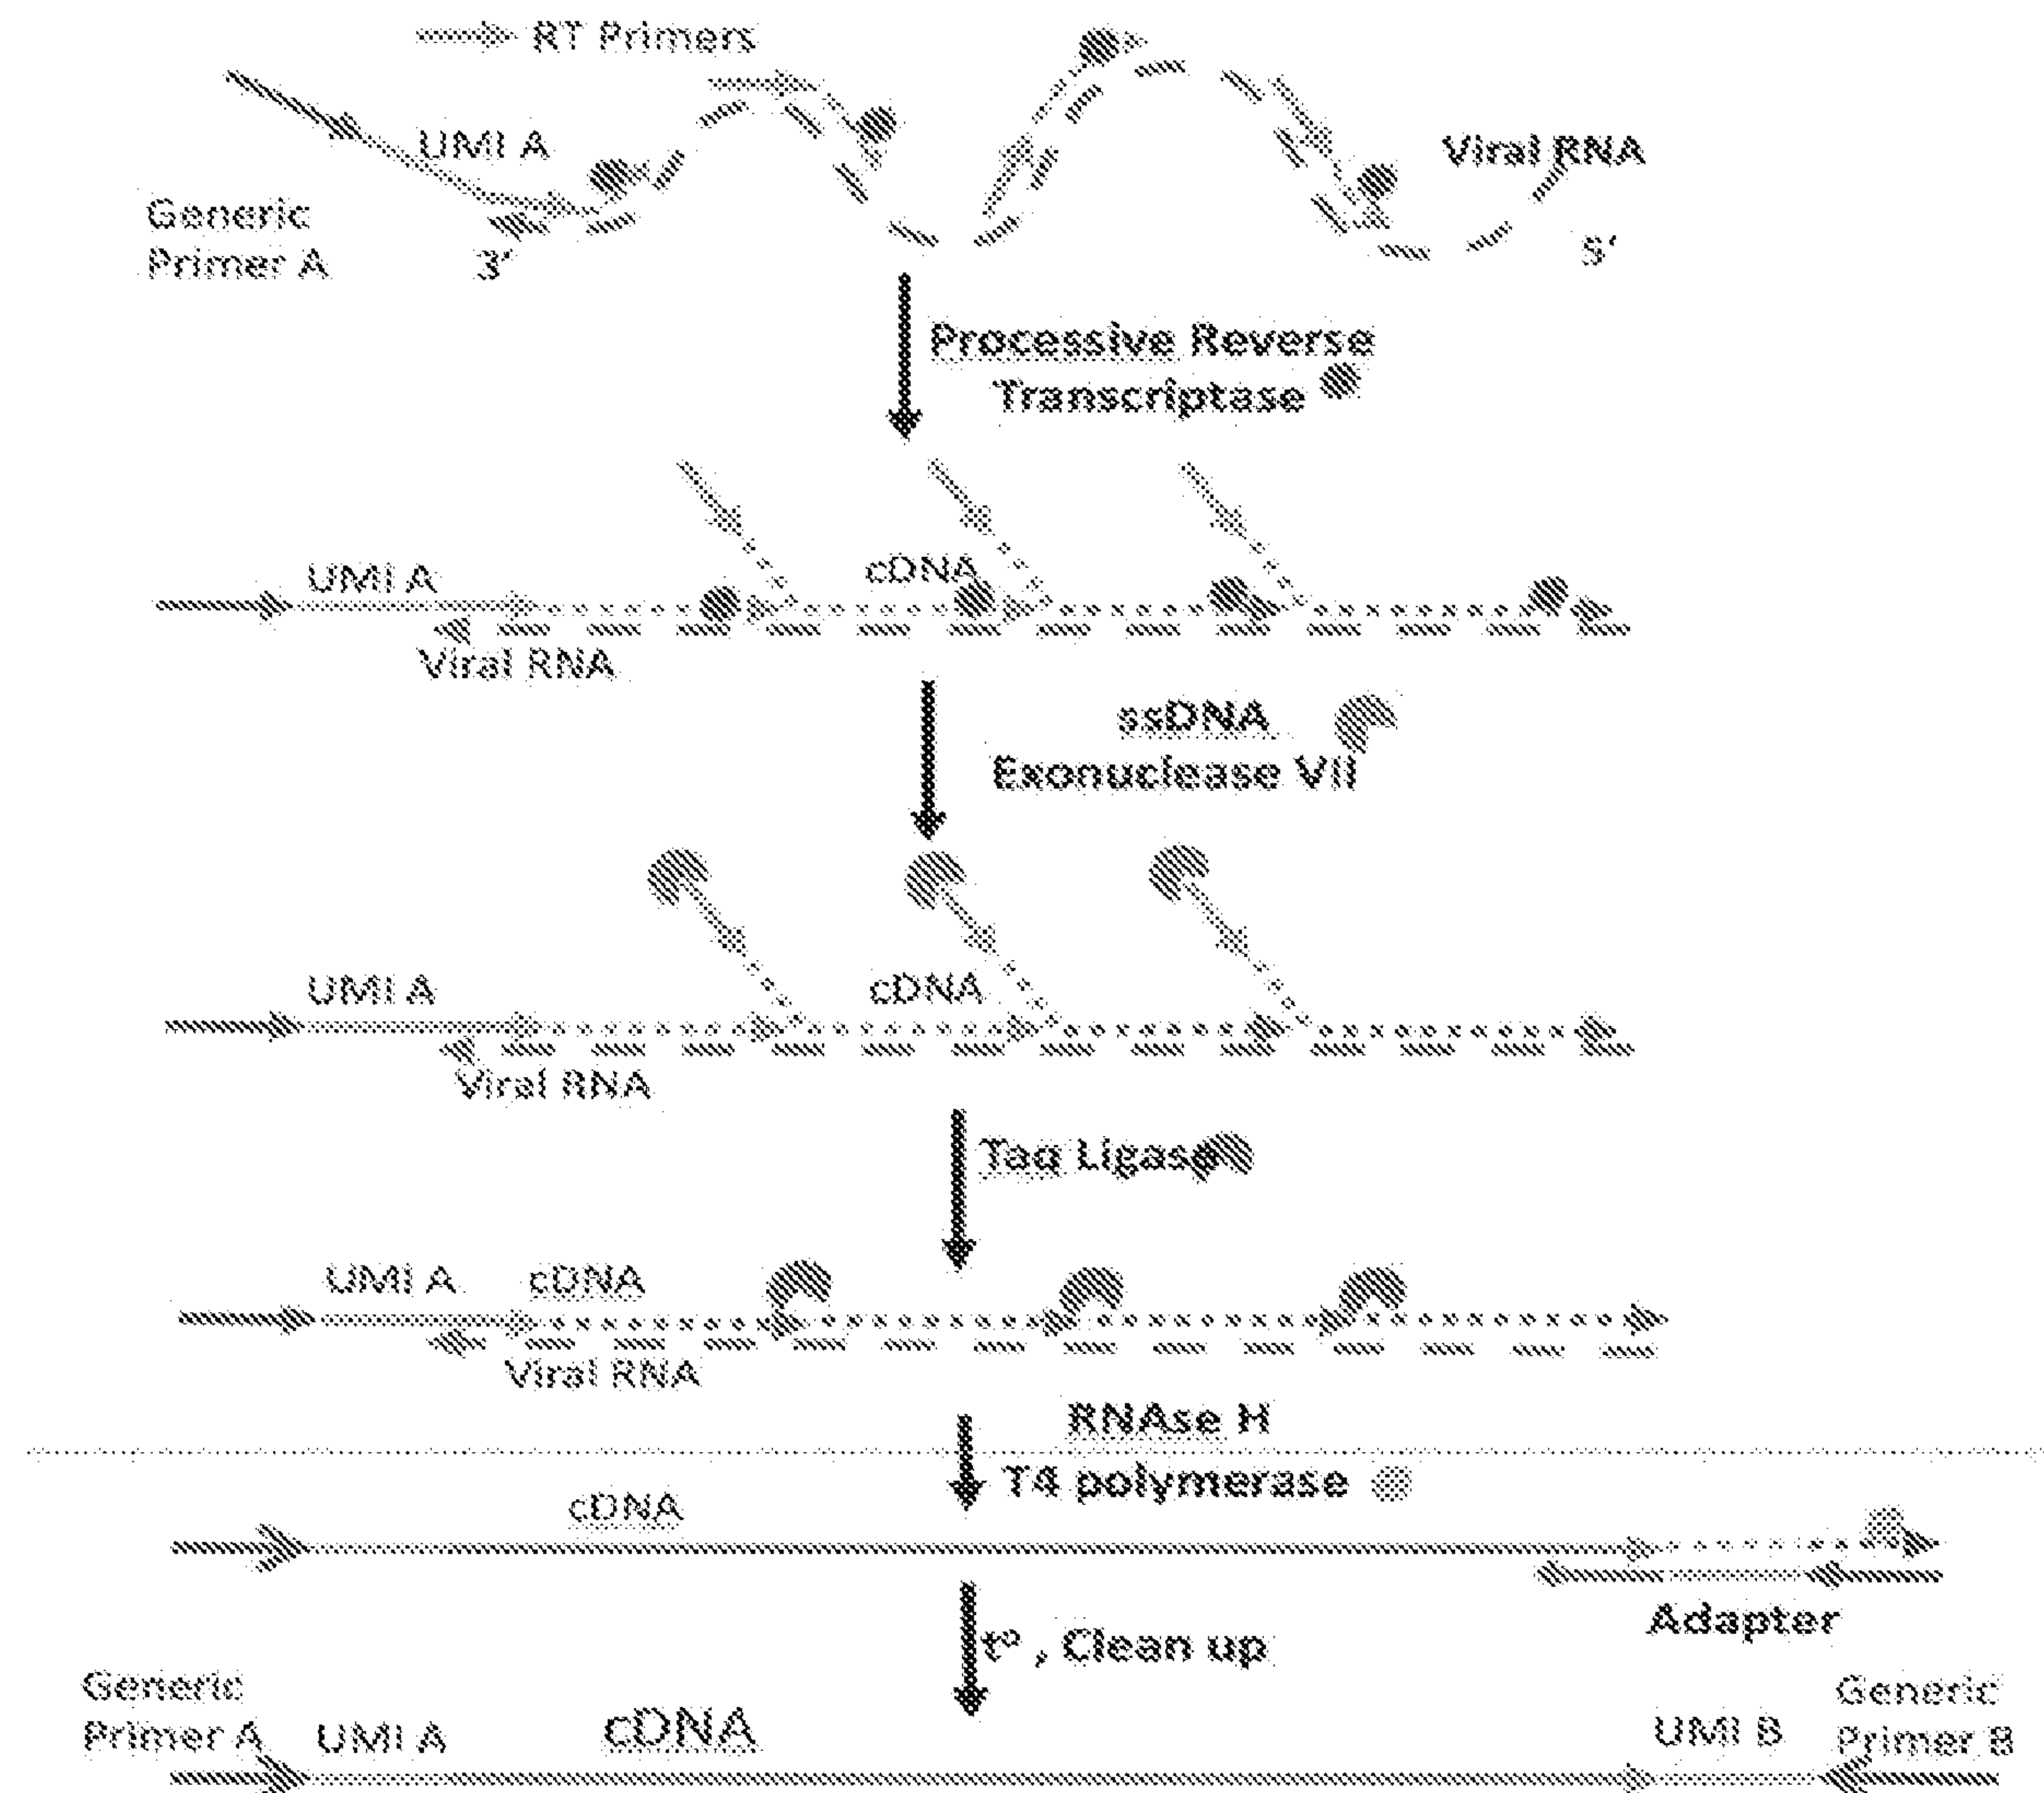 RT Primers
UMI A
Viral RNA
Generic
Primer A
3'
5'
Processive Reverse
Transcriptase
UMI A
cDNA
Viral RNA
ssDNA
Exonuclease VII
UMI A
cDNA
Viral RNA
Taq Ligase
UMI A
cDNA
Viral RNA
RNAse H
T4 polymerase
cDNA
Adapter
tº , Clean up
Generic
Primer A
UMI A
cDNA
UMI B
Generic
Primer B